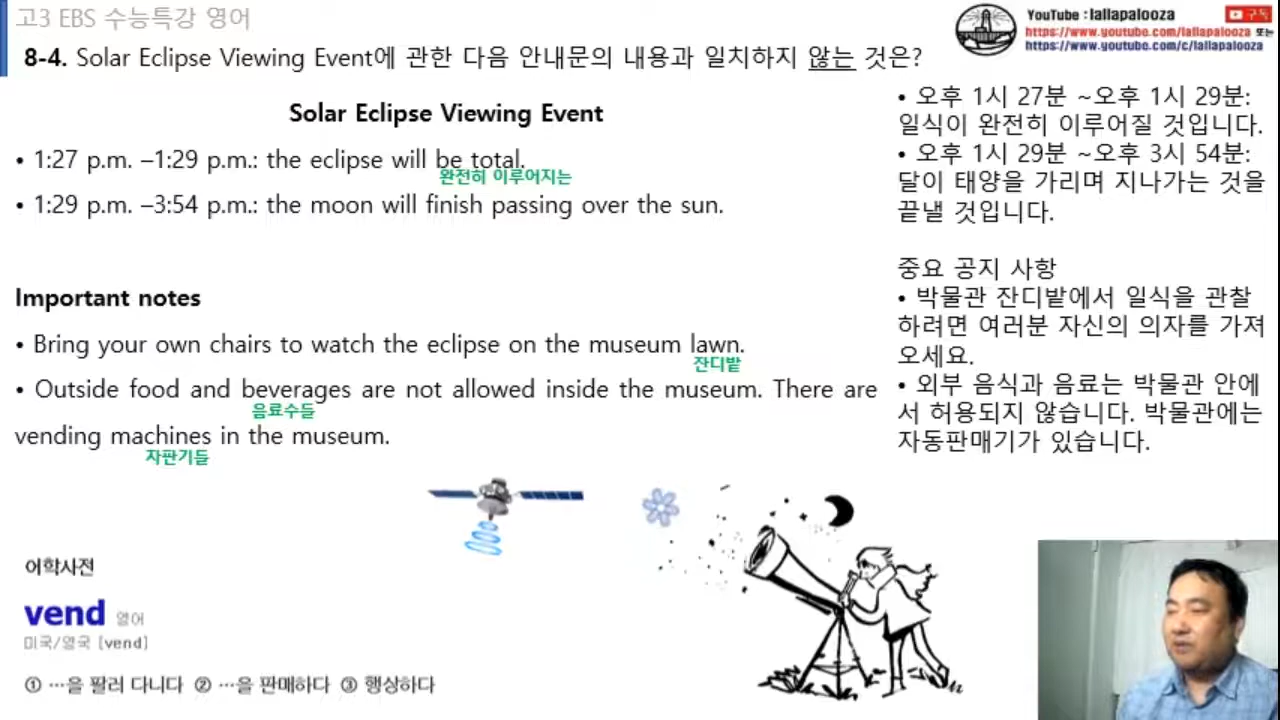 고3 EBS 수능특강 영어
YouTube : lallapalooza
구독
https://www.youtube.com/lallapalooza 또는
https://www.youtube.com/c/lallapalooza
8-4. Solar Eclipse Viewing Event에 관한 다음 안내문의 내용과 일치하지 않는 것은?
Solar Eclipse Viewing Event
• 1:27 p.m. –1:29 p.m.: the eclipse will be total.
완전히 이루어지는
• 1:29 p.m. –3:54 p.m.: the moon will finish passing over the sun.
Important notes
• Bring your own chairs to watch the eclipse on the museum lawn.
잔디밭
• Outside food and beverages are not allowed inside the museum. There are
음료수들
vending machines in the museum.
자판기들
• 오후 1시 27분 ~오후 1시 29분:
일식이 완전히 이루어질 것입니다.
• 오후 1시 29분 ~오후 3시 54분:
달이 태양을 가리며 지나가는 것을
끝낼 것입니다.
중요 공지 사항
• 박물관 잔디밭에서 일식을 관찰
하려면 여러분 자신의 의자를 가져
오세요.
• 외부 음식과 음료는 박물관 안에
서 허용되지 않습니다. 박물관에는
자동판매기가 있습니다.
어학사전
vend 영어
미국/영국 [vend]
① …을 팔러 다니다 ② …을 판매하다 ③ 행상하다